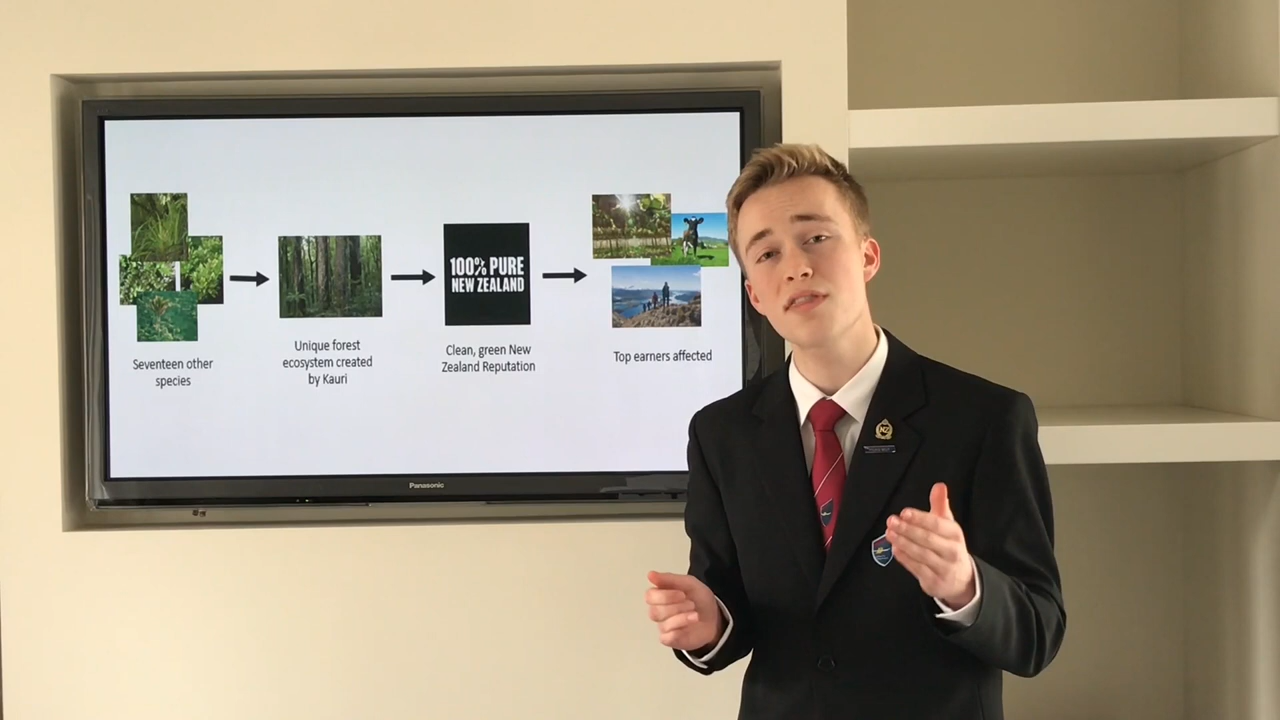 Seventeen other
species
Unique forest
ecosystem created
by Kauri
100% PURE
NEW ZEALAND
Clean, green New
Zealand Reputation
Top earners affected
Panasonic
NZ